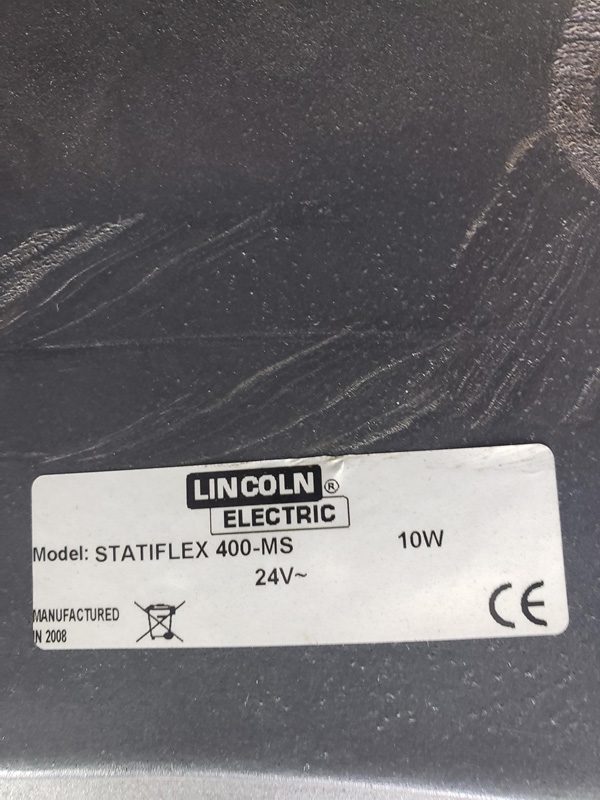 LINCOLN ®
ELECTRIC
Model: STATIFLEX 400-MS 10W
24V~
MANUFACTURED
IN 2008
CE